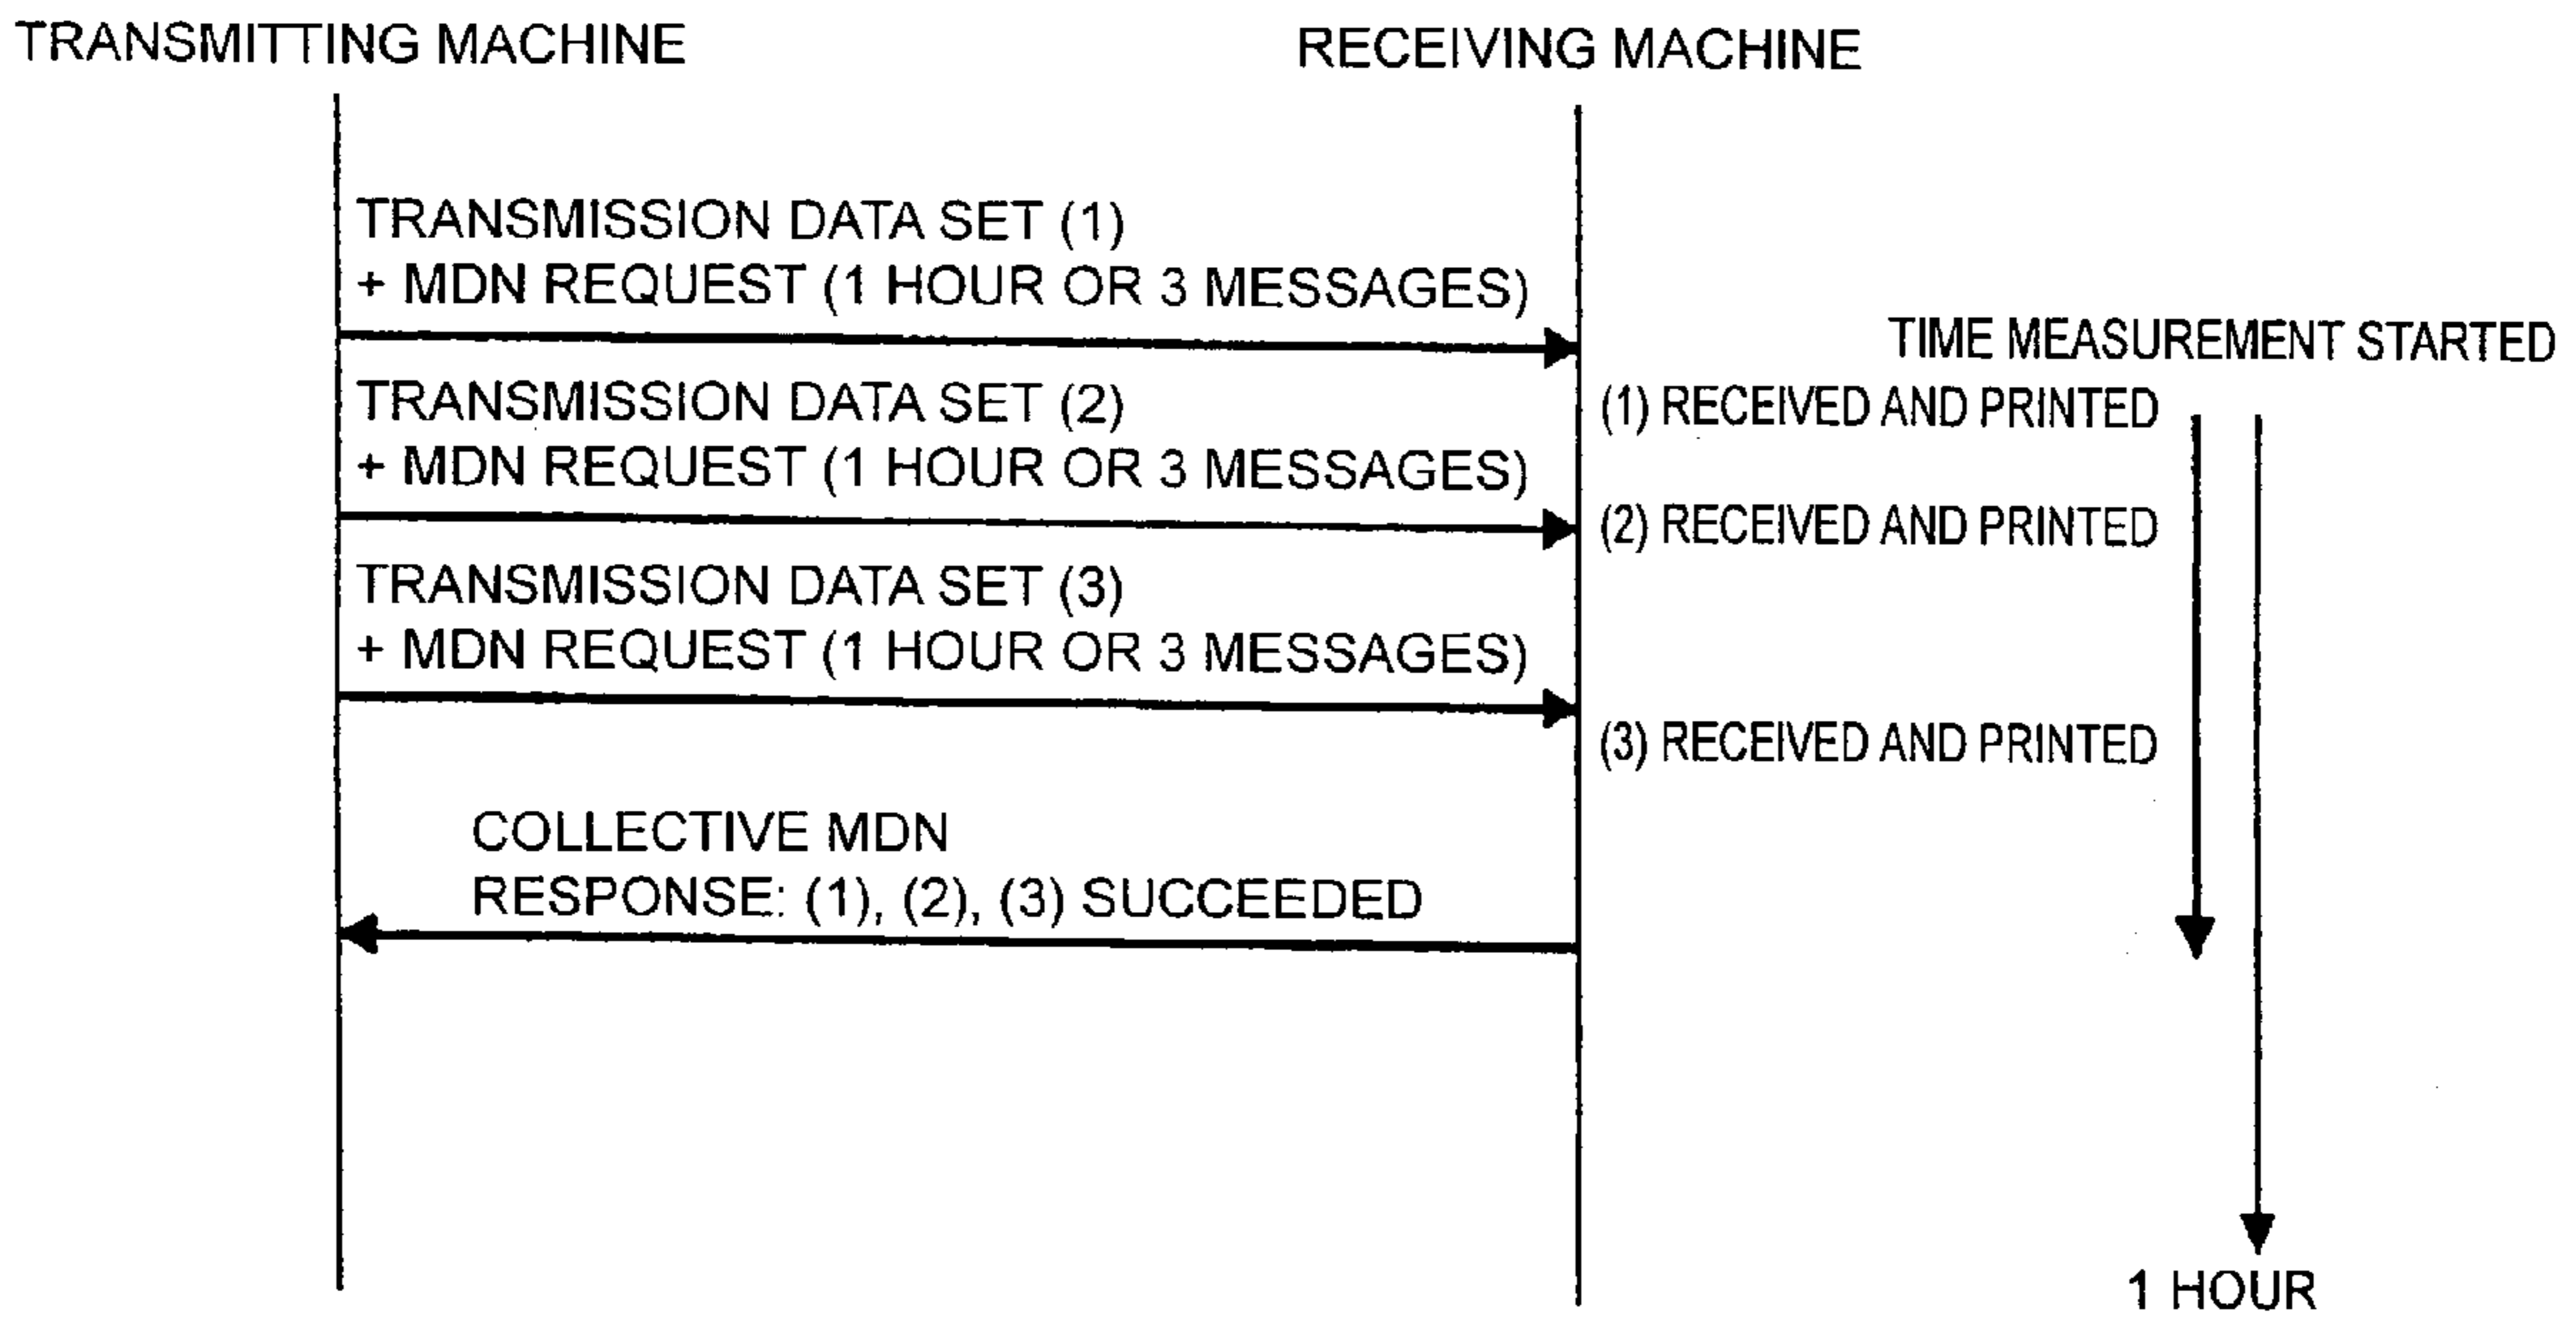 TRANSMITTING MACHINE
RECEIVING MACHINE
TRANSMISSION DATA SET (1)
+ MDN REQUEST (1 HOUR OR 3 MESSAGES)
TIME MEASUREMENT STARTED
TRANSMISSION DATA SET (2)
+ MDN REQUEST (1 HOUR OR 3 MESSAGES)
(1) RECEIVED AND PRINTED
(2) RECEIVED AND PRINTED
TRANSMISSION DATA SET (3)
+ MDN REQUEST (1 HOUR OR 3 MESSAGES)
(3) RECEIVED AND PRINTED
COLLECTIVE MDN
RESPONSE: (1), (2), (3) SUCCEEDED
1 HOUR